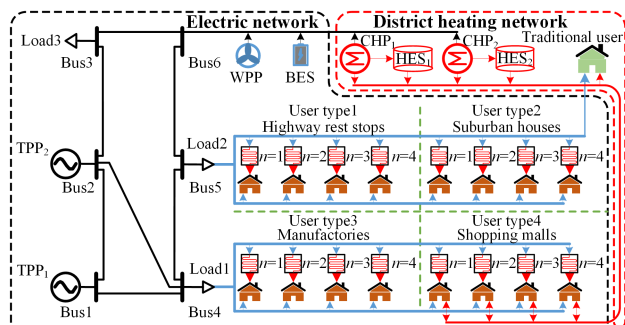 Electric network
District heating network
Load3
Bus3
Bus6
WPP
BES
CHP1
HES1
CHP2
HES2
Traditional user
User type1
Highway rest stops
User type2
Suburban houses
TPP2
Bus2
Load2
Bus5
n=1 n=2 n=3 n=4
n=1 n=2 n=3 n=4
User type3
Manufactories
User type4
Shopping malls
TPP1
Bus1
Load1
Bus4
n=1 n=2 n=3 n=4
n=1 n=2 n=3 n=4